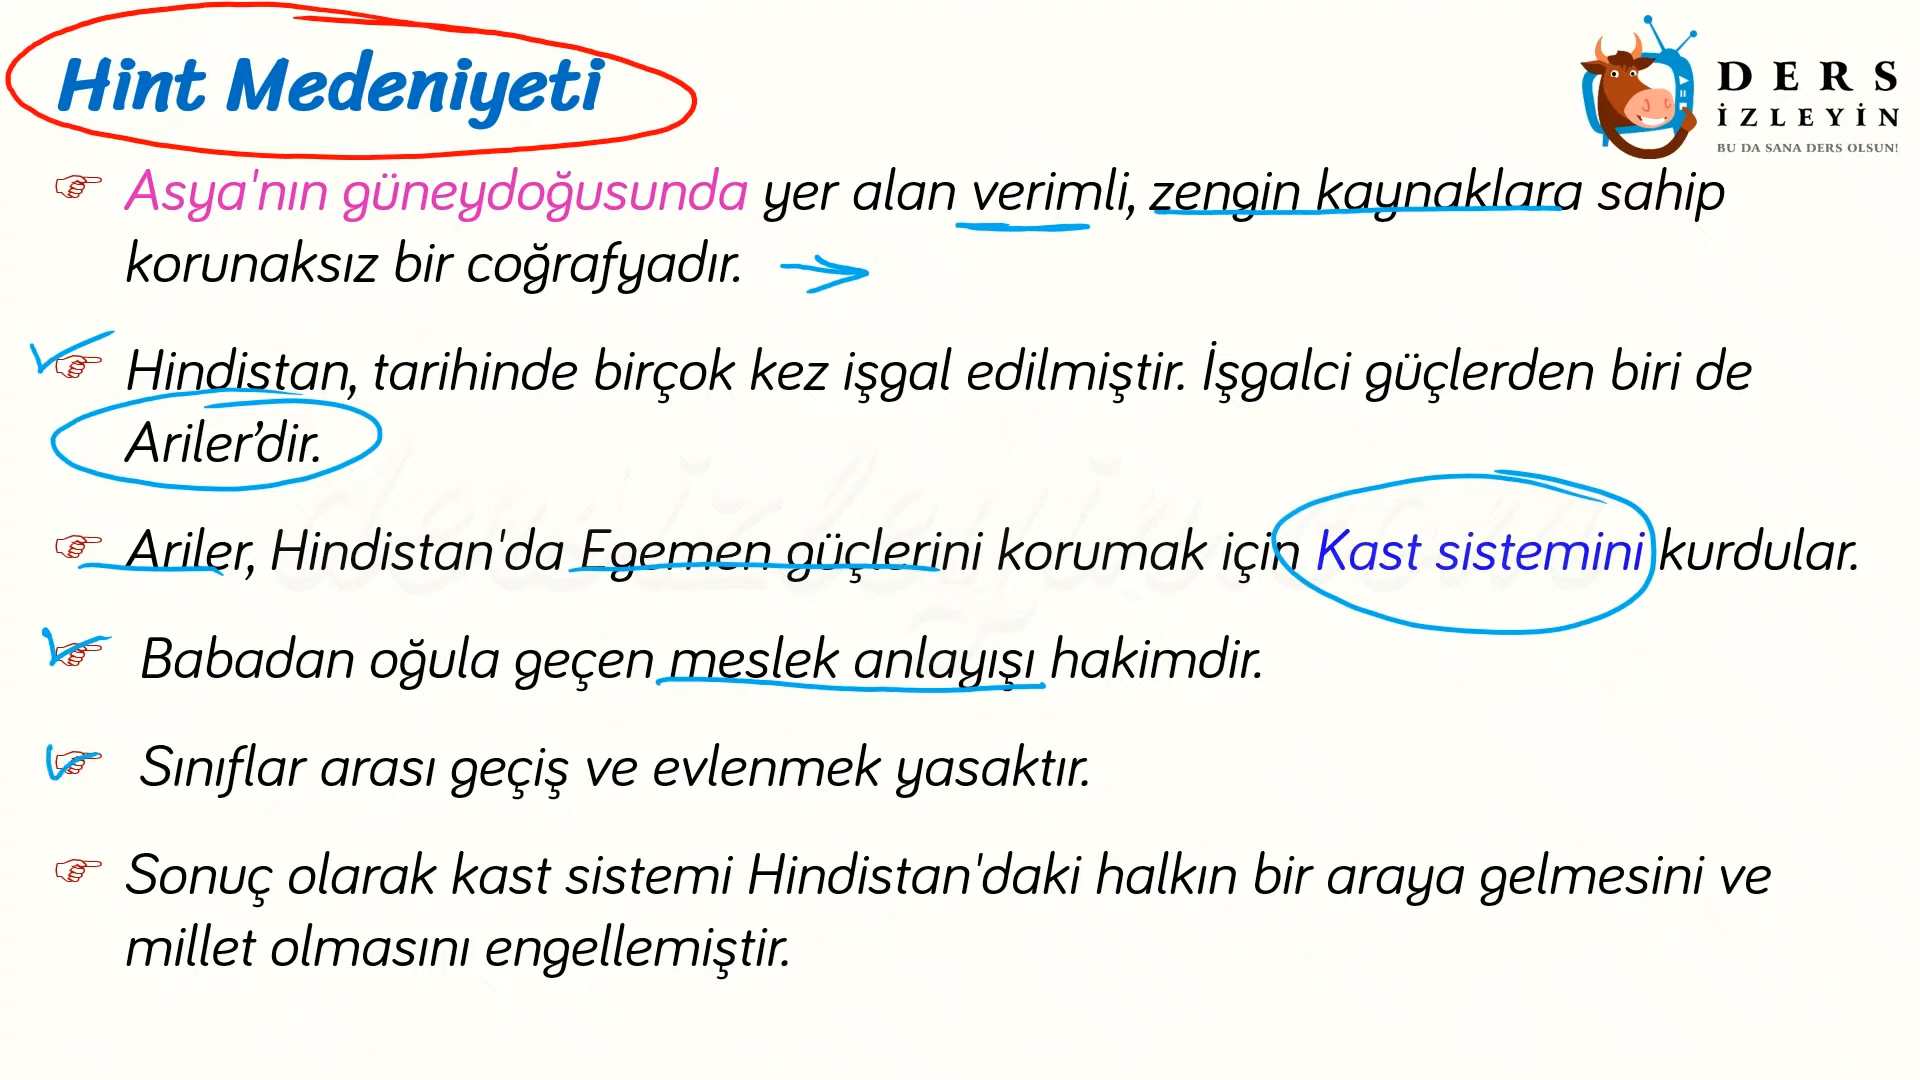 Hint Medeniyeti
DERS
İZLEYİN
BU DA SANA DERS OLSUN!
Asya'nın güneydoğusunda yer alan verimli, zengin kaynaklara sahip
korunaksız bir coğrafyadır.
Hindistan, tarihinde birçok kez işgal edilmiştir. İşgalci güçlerden biri de
Ariler’dir.
Ariler, Hindistan'da Egemen güçlerini korumak için Kast sistemini kurdular.
Babadan oğula geçen meslek anlayışı hakimdir.
Sınıflar arası geçiş ve evlenmek yasaktır.
Sonuç olarak kast sistemi Hindistan'daki halkın bir araya gelmesini ve
millet olmasını engellemiştir.